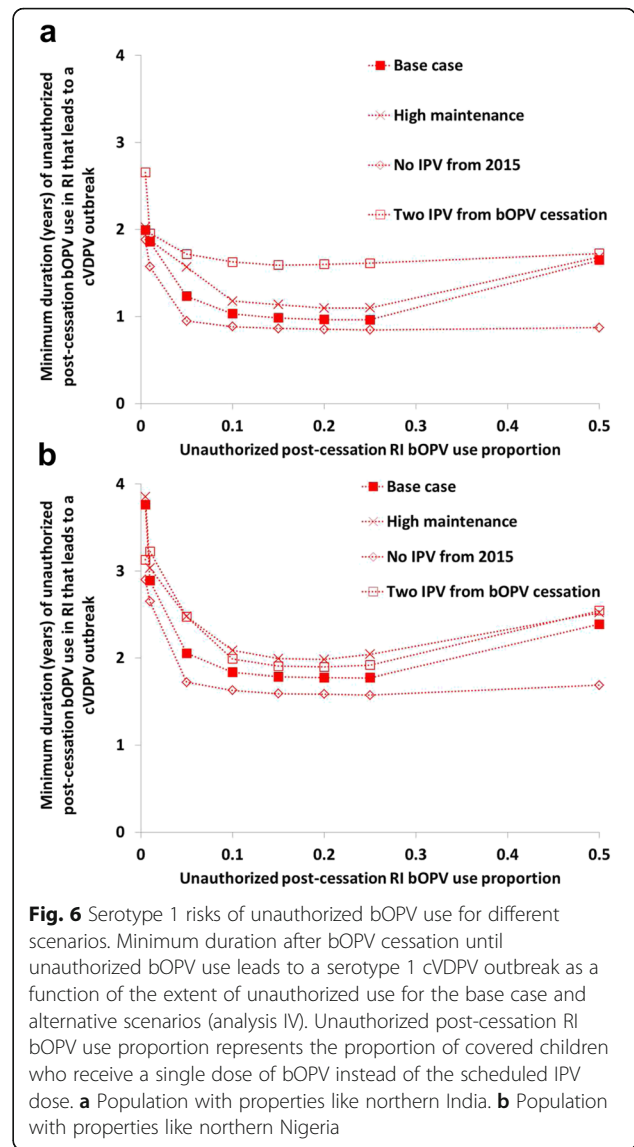 a
Minimum duration (years) of unauthorized
post-cessation bOPV use in RI that leads to a
cVDPV outbreak
4
3
2
1
0
Base case
High maintenance
No IPV from 2015
Two IPV from bOPV cessation
0 0.1 0.2 0.3 0.4 0.5
Unauthorized post-cessation RI bOPV use proportion
b
Minimum duration (years) of unauthorized
post-cessation bOPV use in RI that leads to a
cVDPV outbreak
4
3
2
1
0
Base case
High maintenance
No IPV from 2015
Two IPV from bOPV cessation
0 0.1 0.2 0.3 0.4 0.5
Unauthorized post-cessation RI bOPV use proportion
Fig. 6 Serotype 1 risks of unauthorized bOPV use for different
scenarios. Minimum duration after bOPV cessation until
unauthorized bOPV use leads to a serotype 1 cVDPV outbreak as a
function of the extent of unauthorized use for the base case and
alternative scenarios (analysis IV). Unauthorized post-cessation RI
bOPV use proportion represents the proportion of covered children
who receive a single dose of bOPV instead of the scheduled IPV
dose. a Population with properties like northern India. b Population
with properties like northern Nigeria